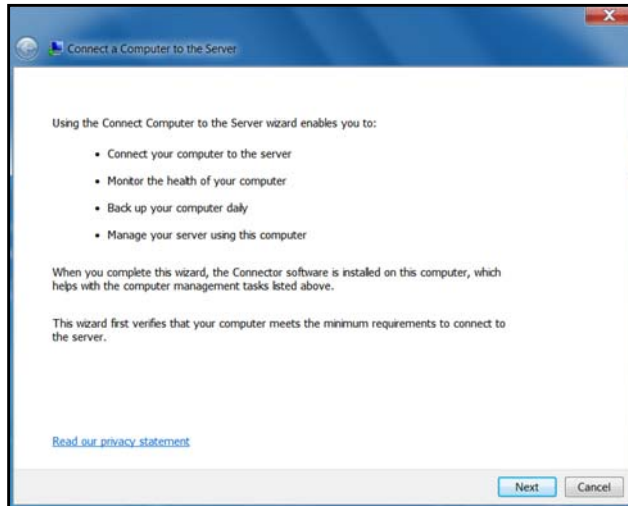 Connect a Computer to the Server
Using the Connect Computer to the Server wizard enables you to:
• Connect your computer to the server
• Monitor the health of your computer
• Back up your computer daily
• Manage your server using this computer
When you complete this wizard, the Connector software is installed on this computer, which
helps with the computer management tasks listed above.
This wizard first verifies that your computer meets the minimum requirements to connect to
the server.
Read our privacy statement
Next Cancel